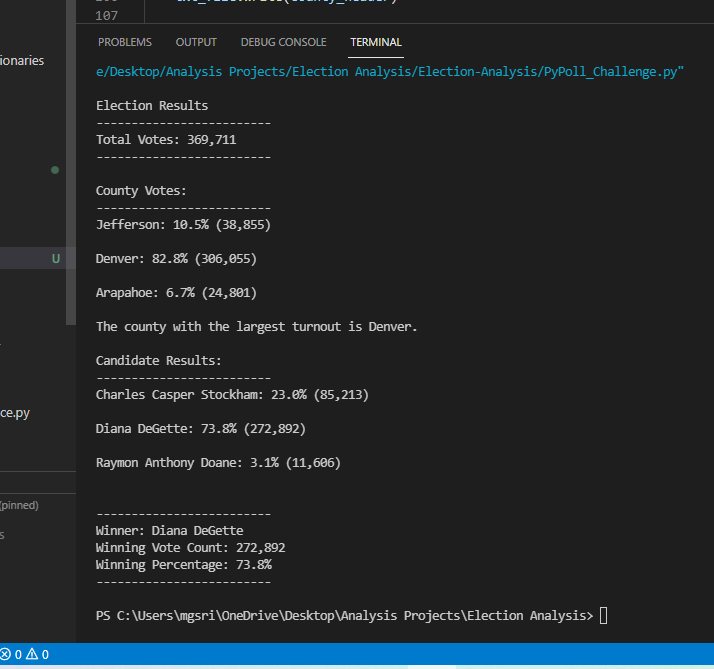 107
PROBLEMS OUTPUT DEBUG CONSOLE TERMINAL
ionaries
e/Desktop/Analysis Projects/Election Analysis/Election-Analysis/PyPoll_Challenge.py"
Election Results
-------------------------
Total Votes: 369,711
-------------------------
County Votes:
-------------------------
Jefferson: 10.5% (38,855)
Denver: 82.8% (306,055)
U
Arapahoe: 6.7% (24,801)
The county with the largest turnout is Denver.
Candidate Results:
-------------------------
Charles Casper Stockham: 23.0% (85,213)
ce.py
Diana DeGette: 73.8% (272,892)
Raymon Anthony Doane: 3.1% (11,606)
(pinned)
-------------------------
s
Winner: Diana DeGette
Winning Vote Count: 272,892
Winning Percentage: 73.8%
-------------------------
PS C:\Users\mgsri\OneDrive\Desktop\Analysis Projects\Election Analysis>
0 0